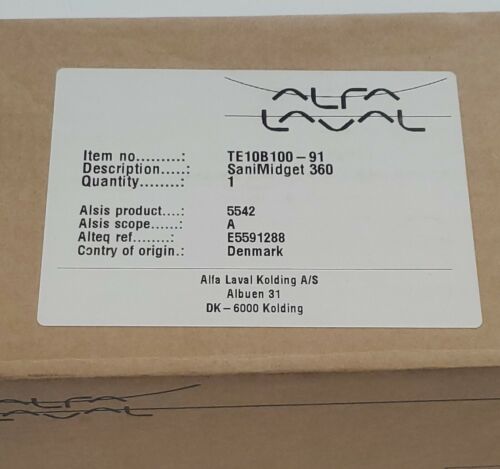 ALFA
LAVAL
Item no.........: TE10B100-91
Description.....: SaniMidget 360
Quantity........: 1
Alsis product....: 5542
Alsis scope......: A
Alteq ref........: E5591288
Contry of origin.: Denmark
Alfa Laval Kolding A/S
Albuen 31
DK-6000 Kolding
ALFA
LAVAL